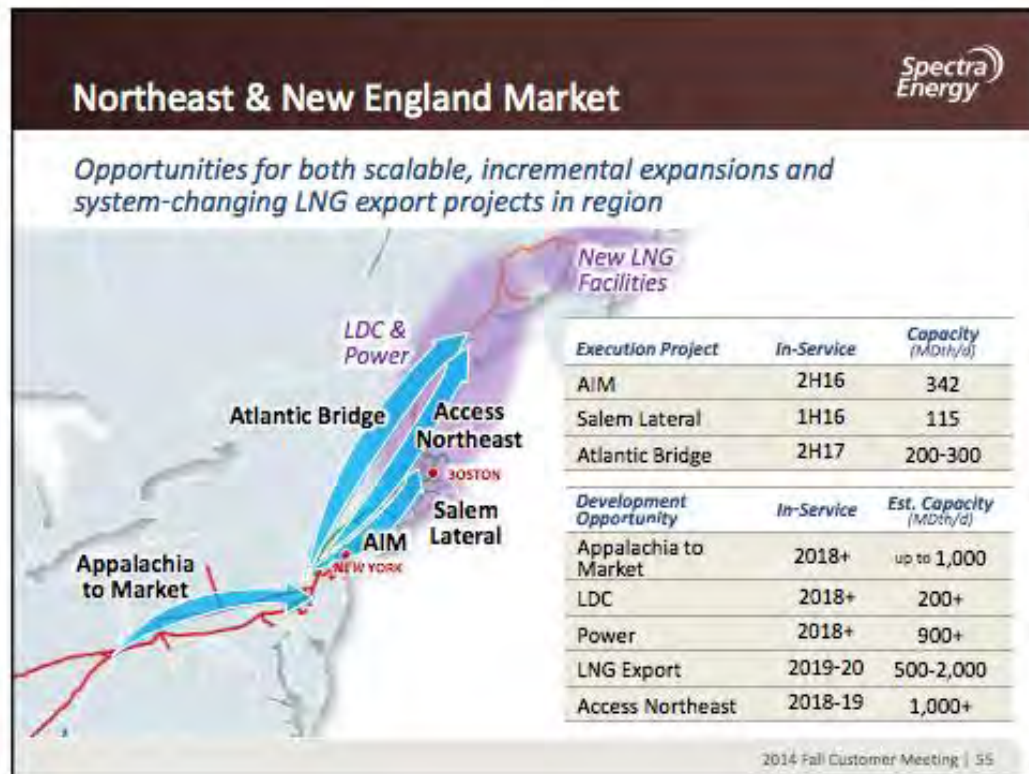 Spectra
Energy
Northeast & New England Market
Opportunities for both scalable, incremental expansions and
system-changing LNG export projects in region
New LNG
Facilities
LDC &
Power
Atlantic Bridge
Access
Northeast
BOSTON
Salem
Lateral
AIM
NEW YORK
Appalachia
to Market
Execution Project In-Service Capacity (MDth/d)
AIM 2H16 342
Salem Lateral 1H16 115
Atlantic Bridge 2H17 200-300
Development Opportunity In-Service Est. Capacity (MDth/d)
Appalachia to Market 2018+ up to 1,000
LDC 2018+ 200+
Power 2018+ 900+
LNG Export 2019-20 500-2,000
Access Northeast 2018-19 1,000+
2014 Fall Customer Meeting | 55